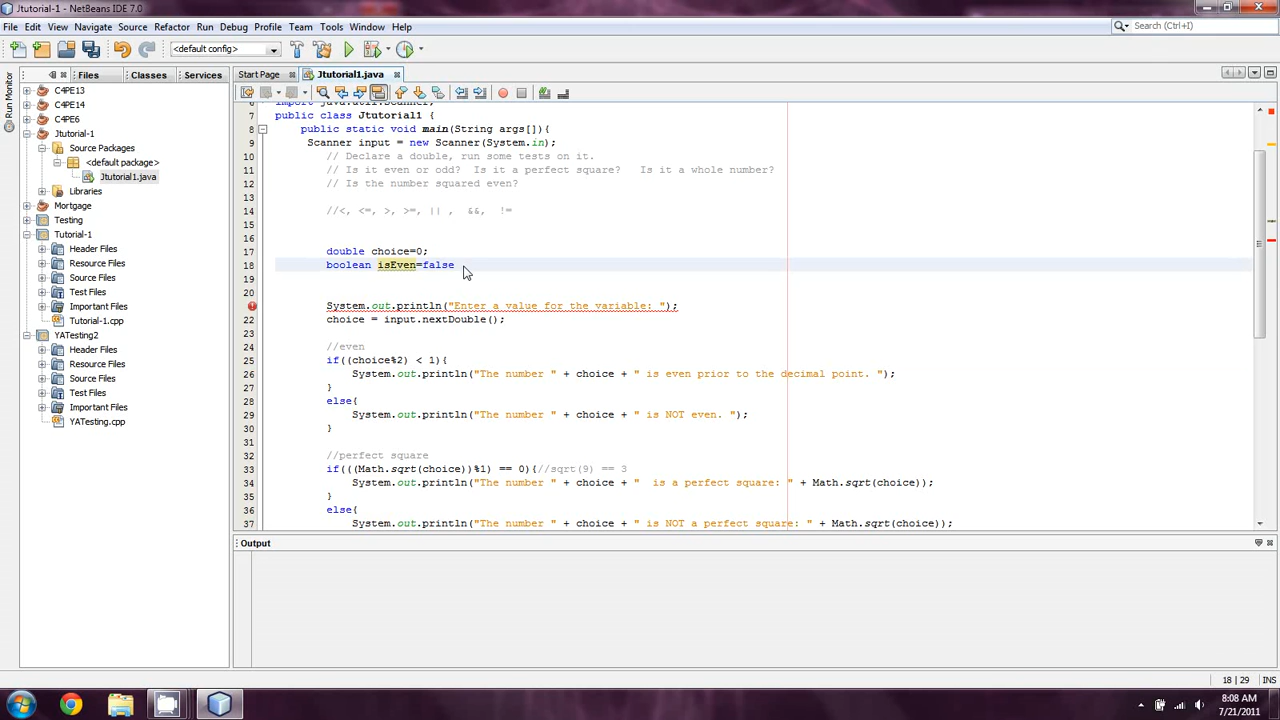 Jtutorial-1 - NetBeans IDE 7.0
File Edit View Navigate Source Refactor Run Debug Profile Team Tools Window Help
Search (Ctrl+I)
<default config>
Files Classes Services
Start Page Jtutorial1.java
Run Monitor
C4PE13
C4PE14
C4PE6
Jtutorial-1
Source Packages
<default package>
Jtutorial1.java
Libraries
Mortgage
Testing
Tutorial-1
Header Files
Resource Files
Source Files
Test Files
Important Files
Tutorial-1.cpp
YATesting2
Header Files
Resource Files
Source Files
Test Files
Important Files
YATesting.cpp
6 import java.util.Scanner;
7 public class Jtutorial1 {
8 public static void main(String args[]){
9 Scanner input = new Scanner(System.in);
10 // Declare a double, run some tests on it.
11 // Is it even or odd? Is it a perfect square? Is it a whole number?
12 // Is the number squared even?
13
14 //<, <=, >, >=, || , &&, !=
15
16
17 double choice=0;
18 boolean isEven=false
19
20
System.out.println("Enter a value for the variable: ");
22 choice = input.nextDouble();
23
24 //even
25 if((choice%2) < 1){
26 System.out.println("The number " + choice + " is even prior to the decimal point. ");
27 }
28 else{
29 System.out.println("The number " + choice + " is NOT even. ");
30 }
31
32 //perfect square
33 if(((Math.sqrt(choice))%1) == 0){//sqrt(9) == 3
34 System.out.println("The number " + choice + "  is a perfect square: " + Math.sqrt(choice));
35 }
36 else{
37 System.out.println("The number " + choice + " is NOT a perfect square: " + Math.sqrt(choice));
Output
18 | 29 INS
8:08 AM
7/21/2011